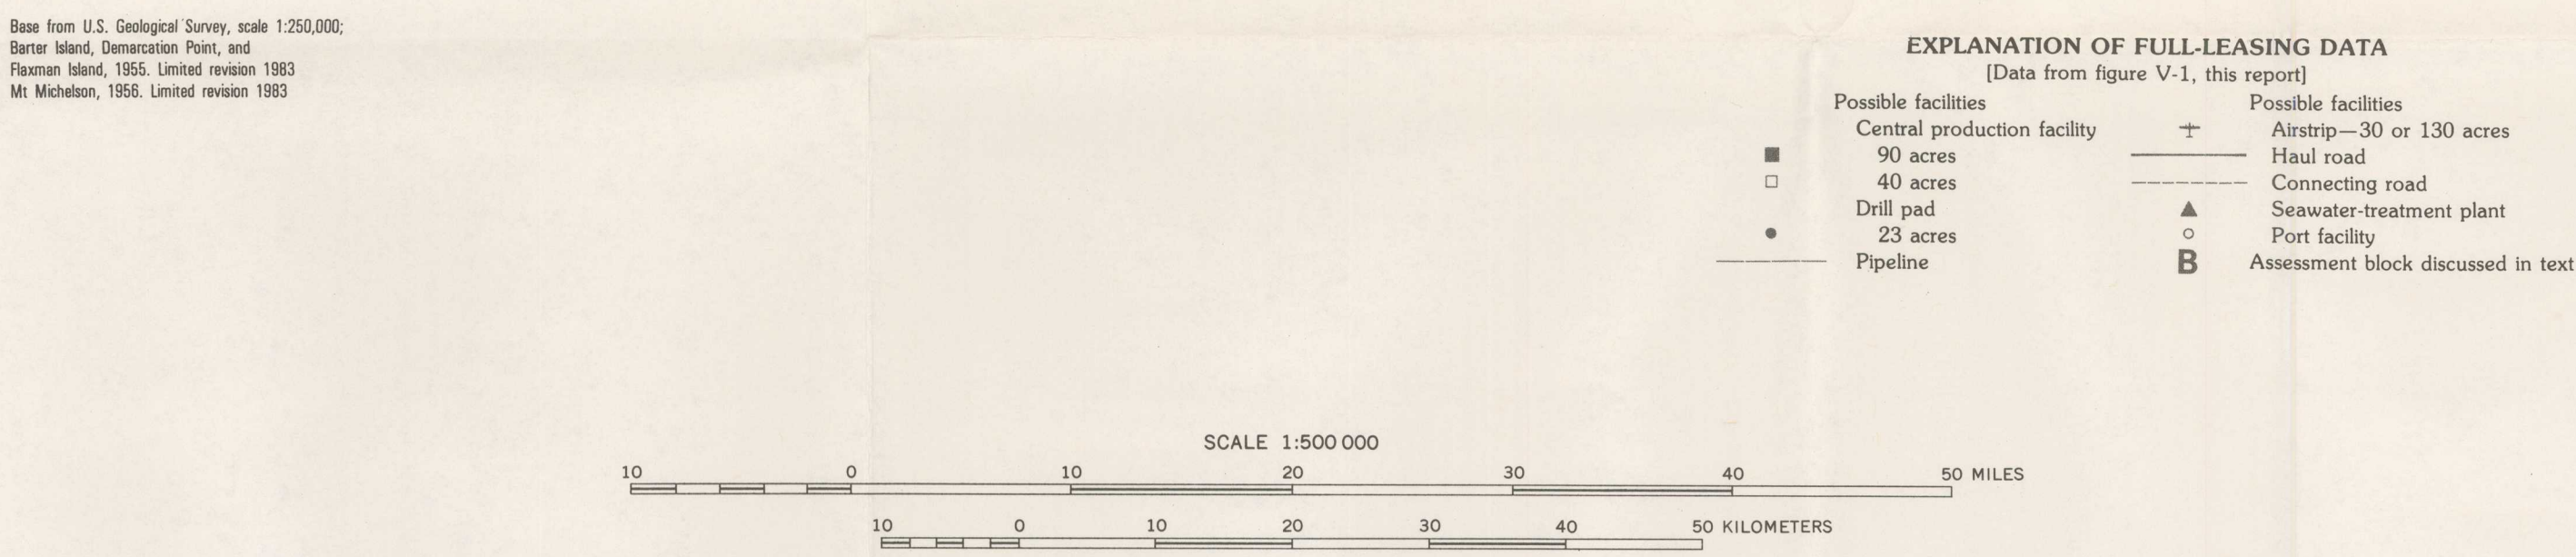 Base from U.S. Geological Survey, scale 1:250,000;
Barter Island, Demarcation Point, and
Flaxman Island, 1955. Limited revision 1983
Mt Michelson, 1956. Limited revision 1983
EXPLANATION OF FULL-LEASING DATA
[Data from figure V-1, this report]
Possible facilities
Central production facility
90 acres
40 acres
Drill pad
23 acres
Pipeline
Possible facilities
Airstrip—30 or 130 acres
Haul road
Connecting road
Seawater-treatment plant
Port facility
B Assessment block discussed in text
SCALE 1:500 000
10 0 10 20 30 40 50 MILES
10 0 10 20 30 40 50 KILOMETERS